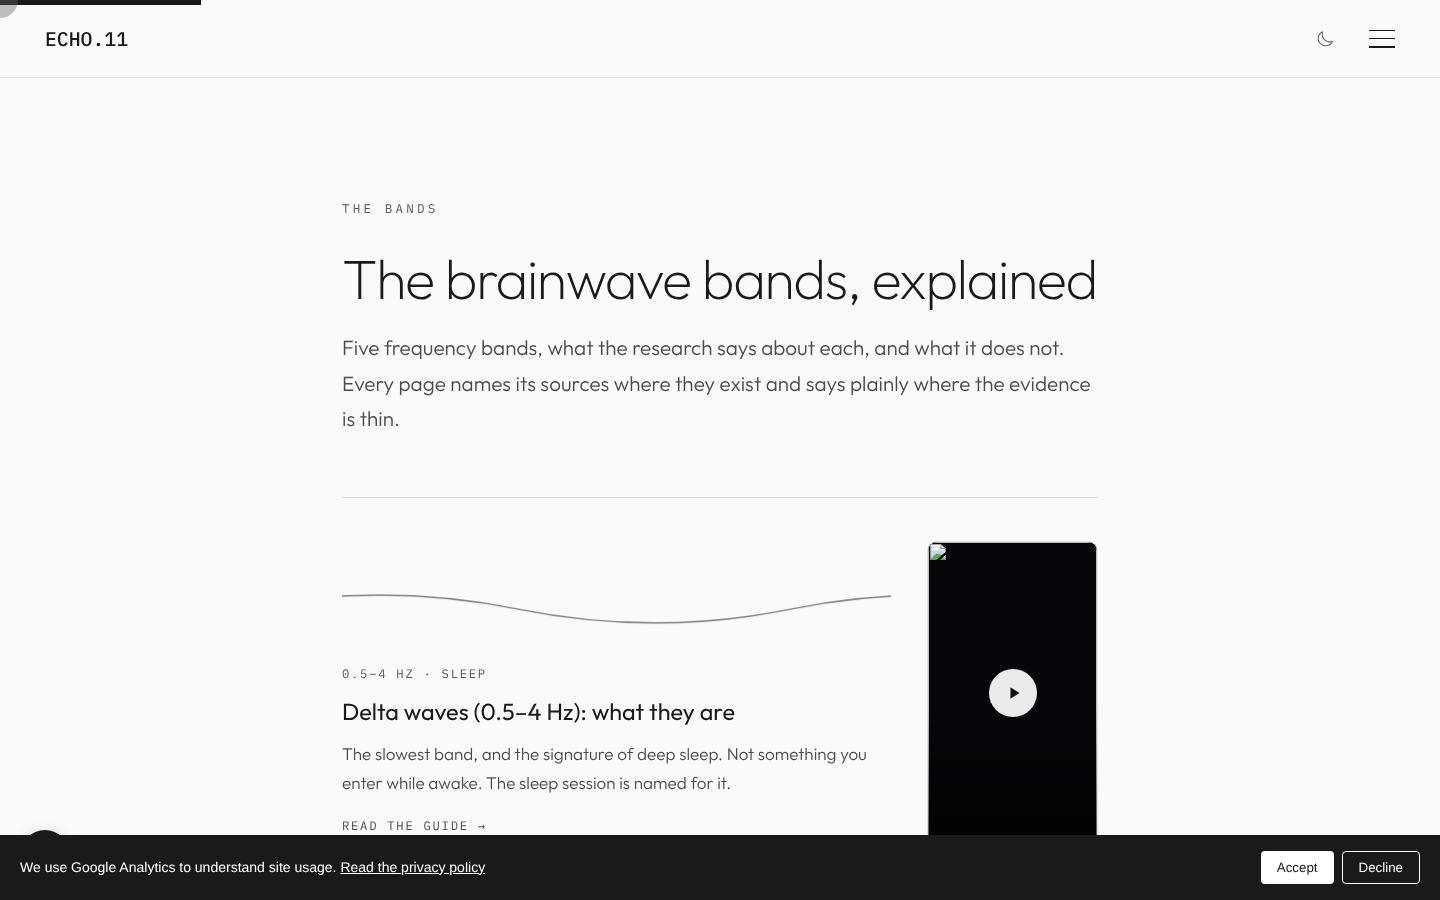 ECHO.11
THE BANDS
The brainwave bands, explained
Five frequency bands, what the research says about each, and what it does not.
Every page names its sources where they exist and says plainly where the evidence
is thin.
0.5–4 HZ · SLEEP
Delta waves (0.5–4 Hz): what they are
The slowest band, and the signature of deep sleep. Not something you
enter while awake. The sleep session is named for it.
READ THE GUIDE →
We use Google Analytics to understand site usage. Read the privacy policy
Accept
Decline